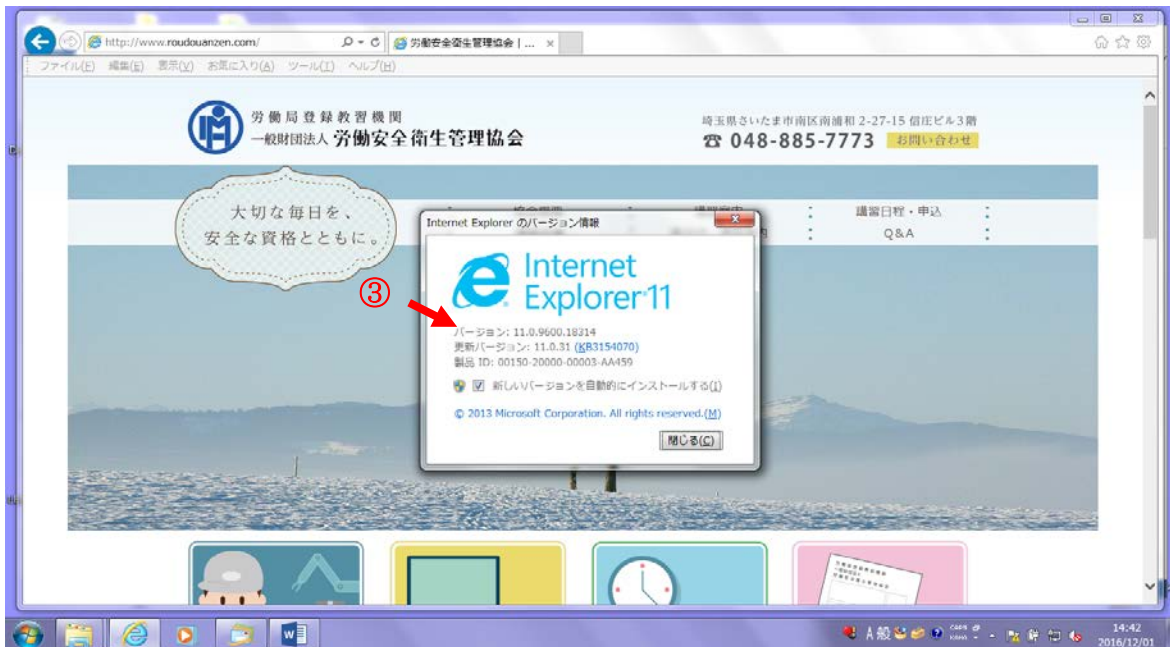 http://www.roudouanzen.com/
労働安全衛生管理協会 | ... ×
ファイル(F) 編集(E) 表示(V) お気に入り(A) ツール(T) ヘルプ(H)
労働局登録教習機関
一般財団法人 労働安全衛生管理協会
埼玉県さいたま市南区南浦和 2-27-15 信庄ビル3階
☎ 048-885-7773 お問い合わせ
大切な毎日を、
安全な資格とともに。
講習日程・申込
Q&A
Internet Explorer のバージョン情報
Internet
Explorer 11
③
バージョン: 11.0.9600.18314
更新バージョン: 11.0.31 (KB3154070)
製品 ID: 00150-20000-00003-AA459
新しいバージョンを自動的にインストールする(I)
© 2013 Microsoft Corporation. All rights reserved.(M)
閉じる(C)
A 般 CAPS
KANA
14:42
2016/12/01